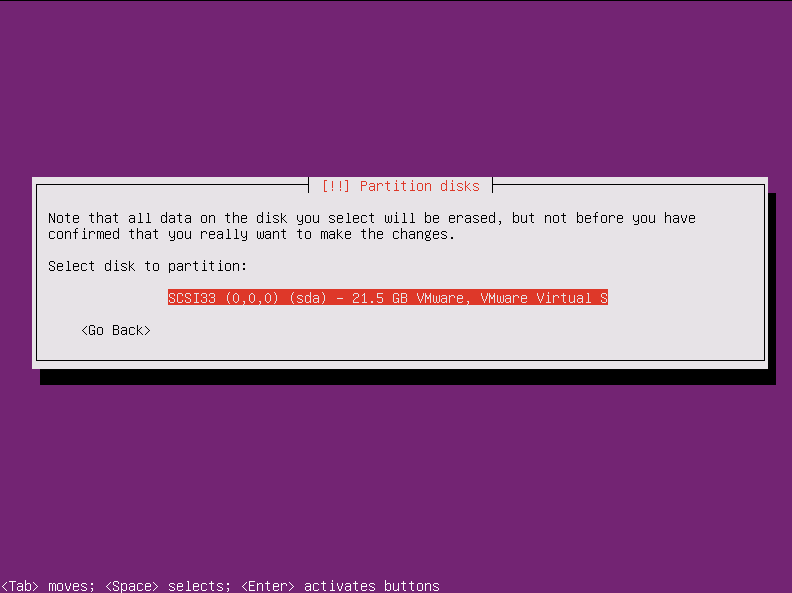 [!!] Partition disks
Note that all data on the disk you select will be erased, but not before you have
confirmed that you really want to make the changes.
Select disk to partition:
SCSI33 (0,0,0) (sda) - 21.5 GB VMware, VMware Virtual S
<Go Back>
<Tab> moves; <Space> selects; <Enter> activates buttons